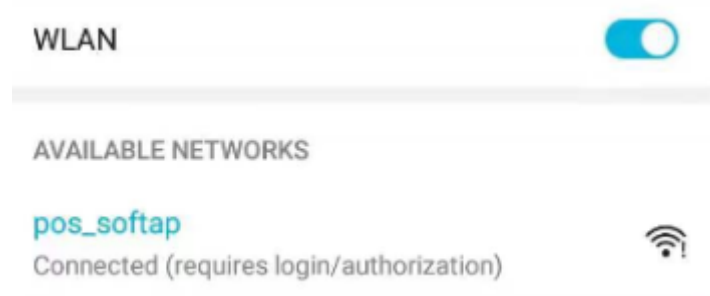 WLAN
AVAILABLE NETWORKS
pos_softap
Connected (requires login/authorization)